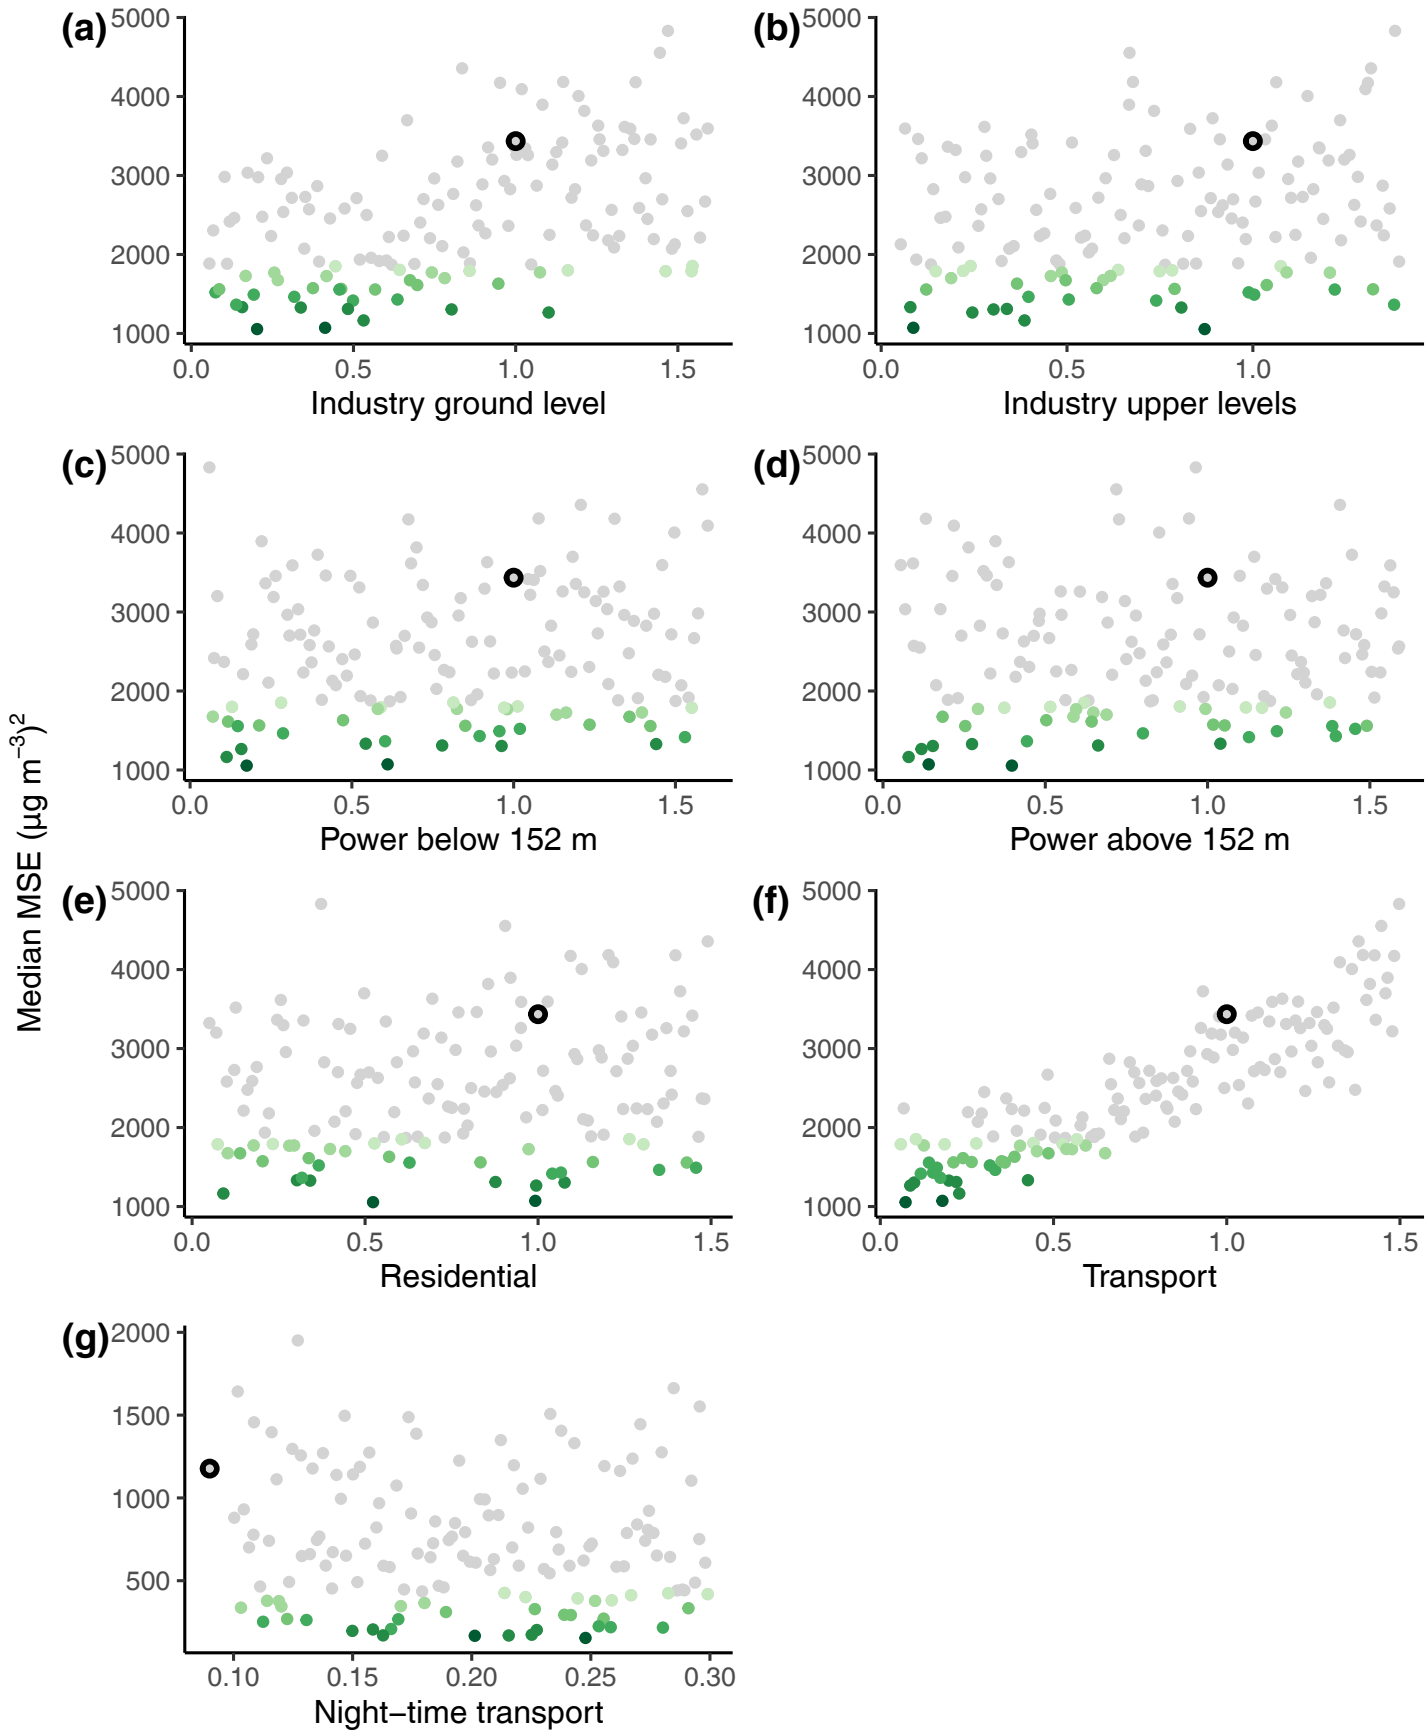 (a) (b)
5000 5000
4000 4000
3000 3000
2000 2000
1000 1000
0.0 0.5 1.0 1.5 0.0 0.5 1.0
Industry ground level Industry upper levels
(c) (d)
5000 5000
4000 4000
3000 3000
2000 2000
1000 1000
0.0 0.5 1.0 1.5 0.0 0.5 1.0 1.5
Power below 152 m Power above 152 m
Median MSE (µg m⁻³)²
(e) (f)
5000 5000
4000 4000
3000 3000
2000 2000
1000 1000
0.0 0.5 1.0 1.5 0.0 0.5 1.0 1.5
Residential Transport
(g)
2000
1500
1000
500
0.10 0.15 0.20 0.25 0.30
Night−time transport